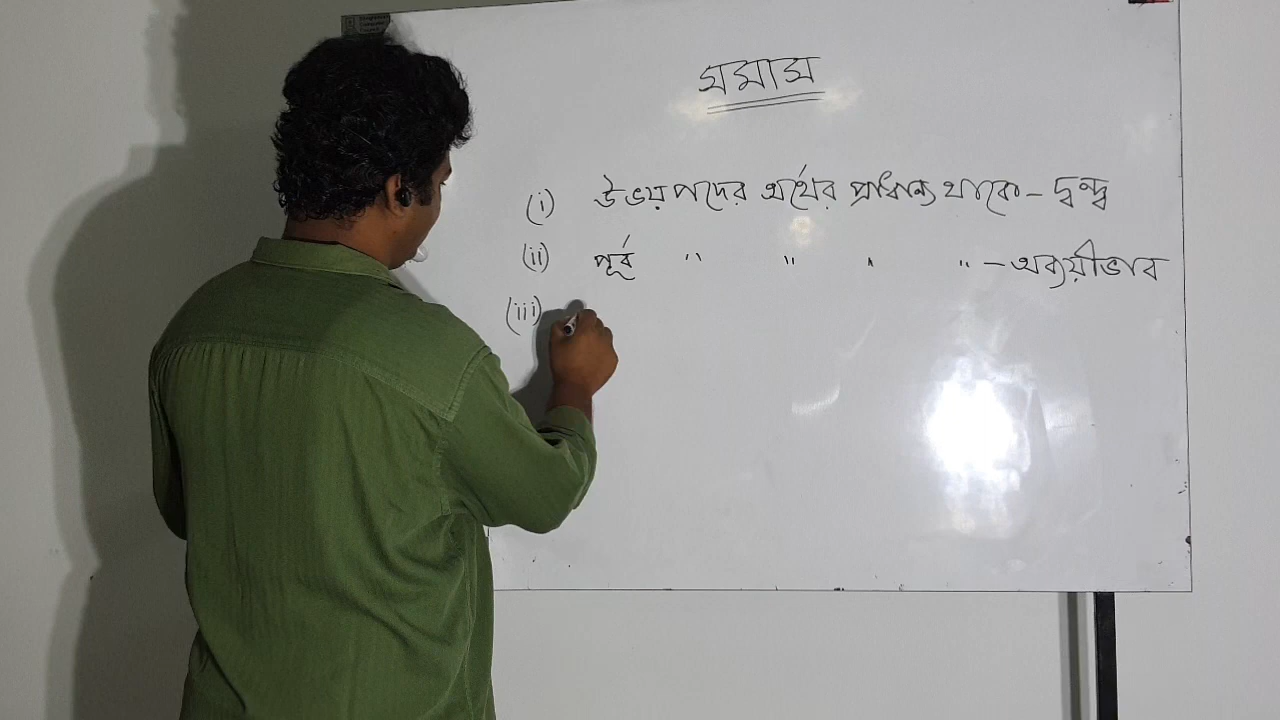 সমাস
(i) উভয় পদের অর্থের প্রাধান্য থাকে - দ্বন্দ্ব
(ii) পূর্ব " " " " - অব্যয়ীভাব
(iii)